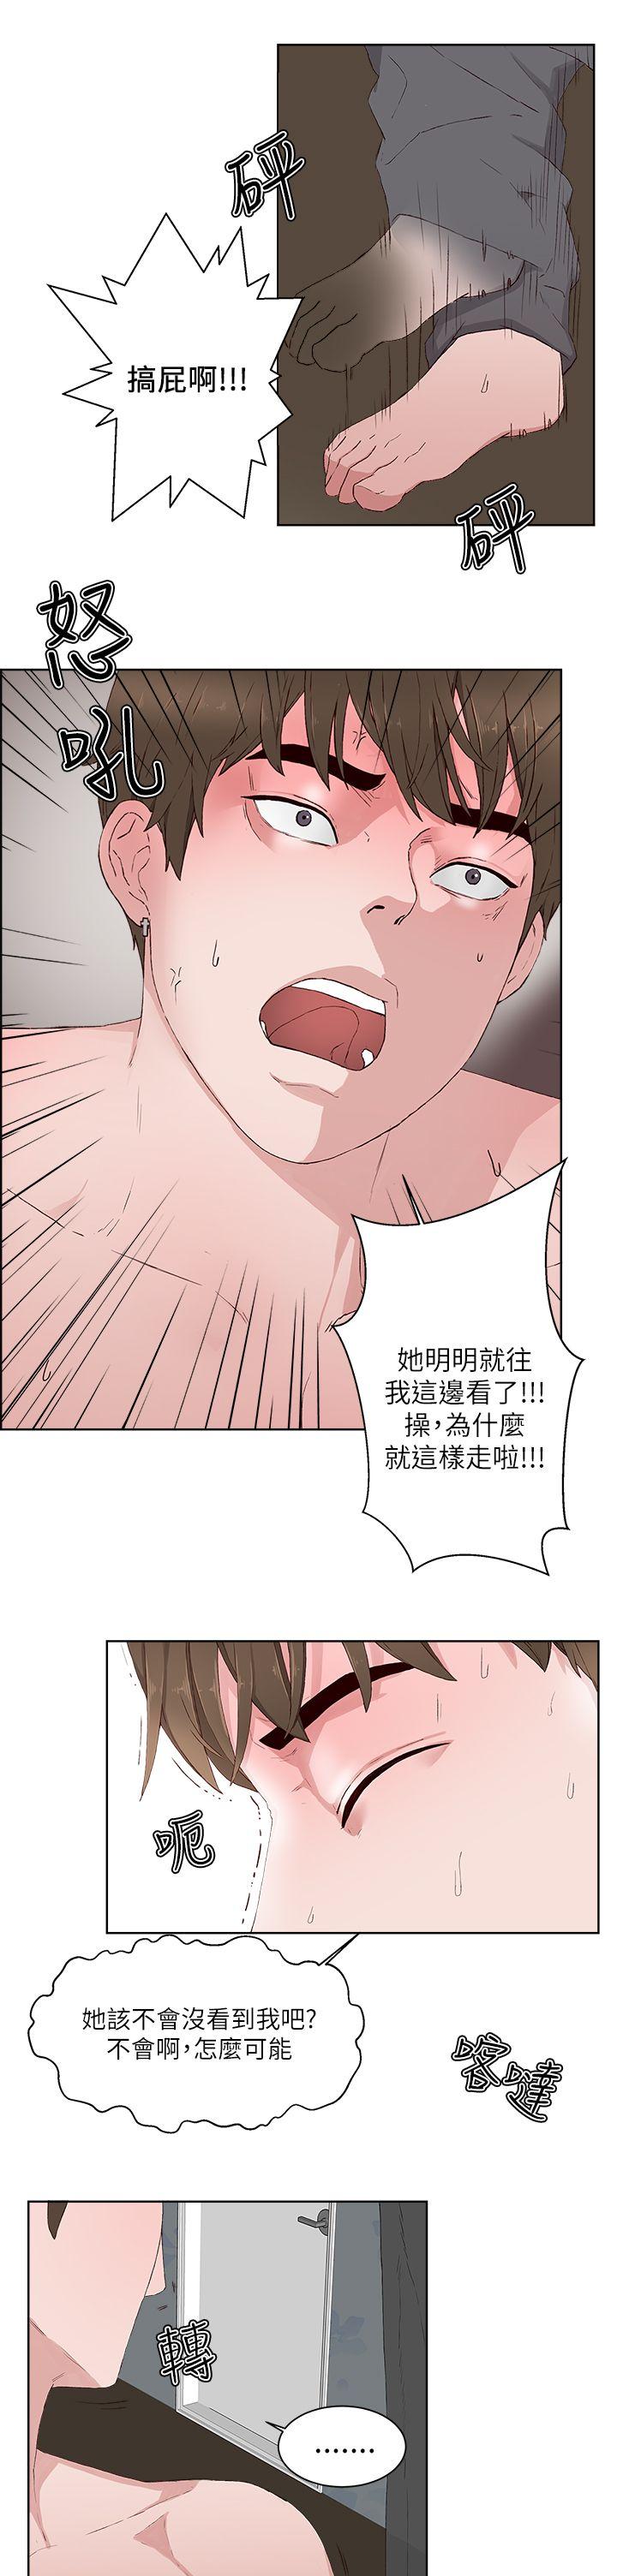 砰
搞屁啊!!!
砰
怒
吼
她明明就往
我這邊看了!!!
操，為什麼
就這樣走啦!!!
呃
她該不會沒看到我吧?
不會啊，怎麼可能
喀噠
轉
.......